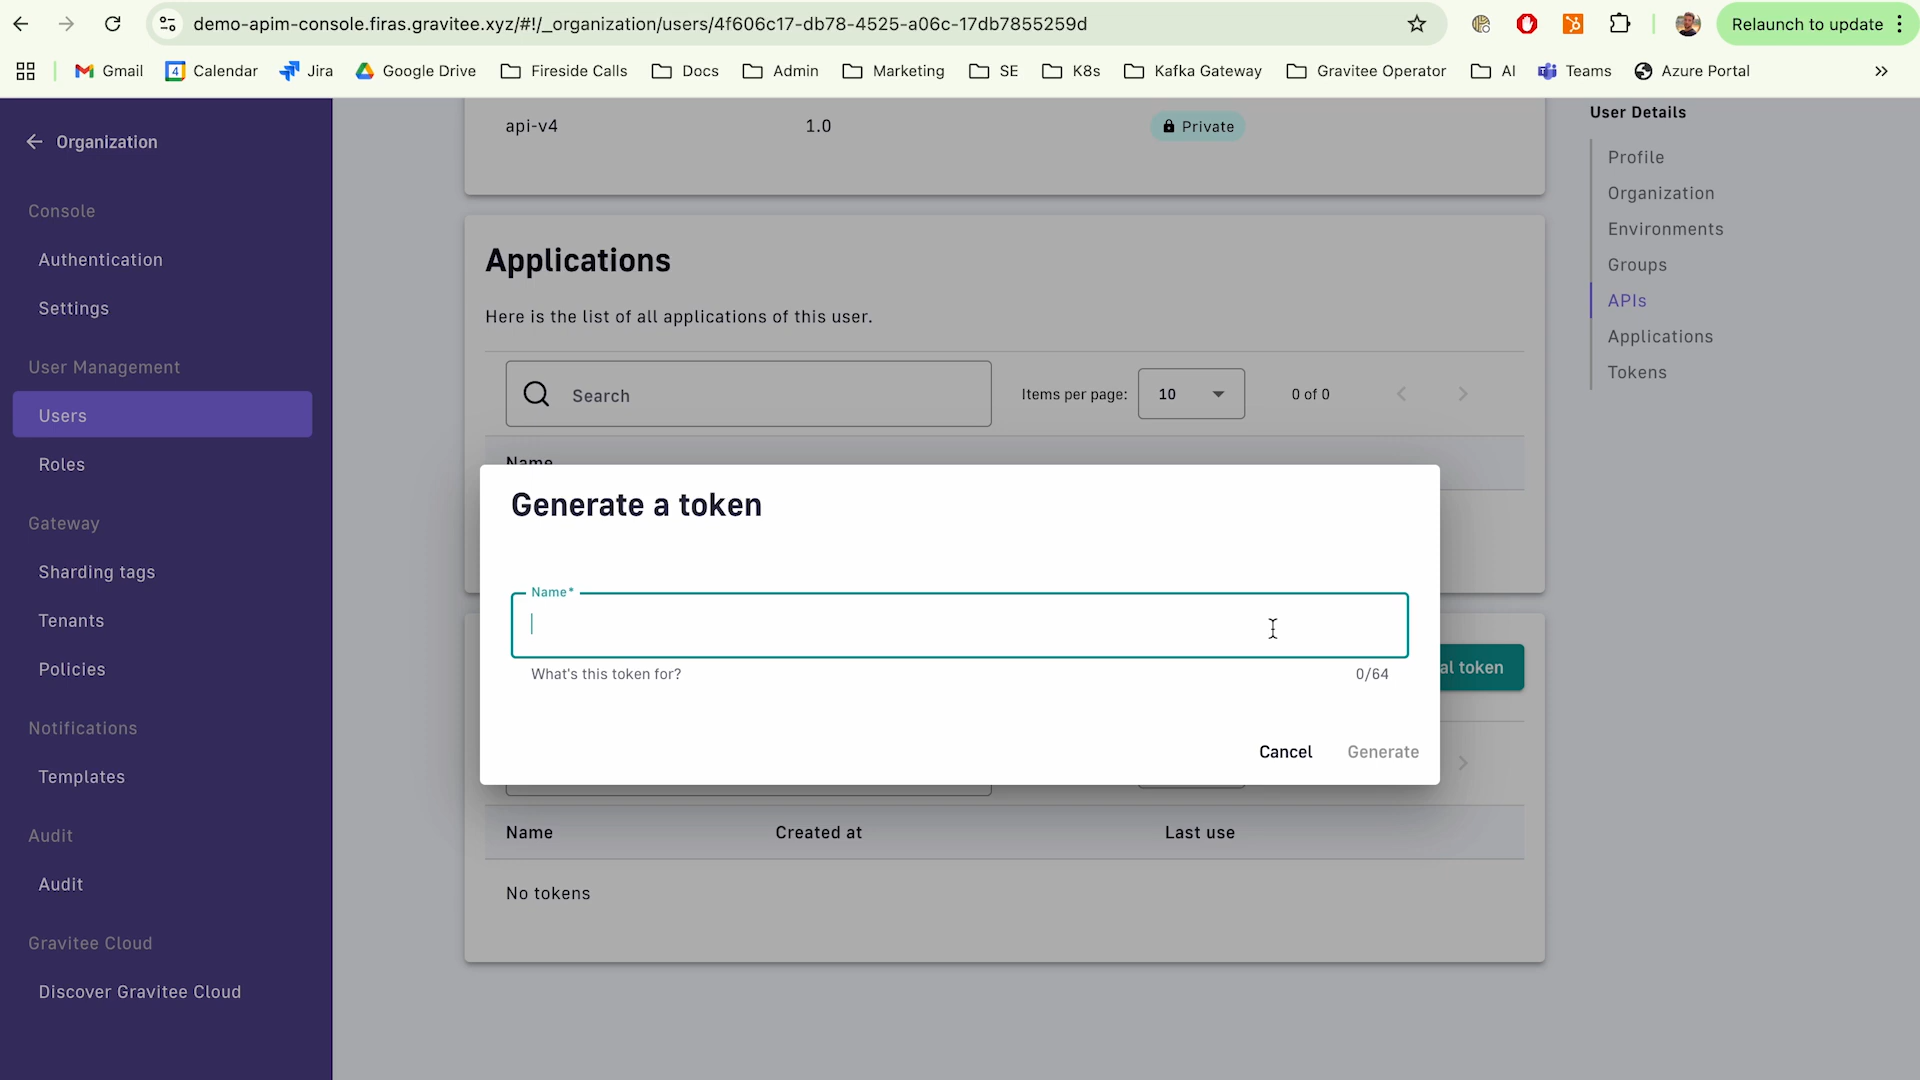 demo-apim-console.firas.gravitee.xyz/#!/_organization/users/4f606c17-db78-4525-a06c-17db7855259d
Relaunch to update
Gmail
4 Calendar
Jira
Google Drive
Fireside Calls
Docs
Admin
Marketing
SE
K8s
Kafka Gateway
Gravitee Operator
AI
Teams
Azure Portal
Organization
Console
Authentication
Settings
User Management
Users
Roles
Gateway
Sharding tags
Tenants
Policies
Notifications
Templates
Audit
Audit
Gravitee Cloud
Discover Gravitee Cloud
api-v4 1.0 Private
Applications
Here is the list of all applications of this user.
Search
Items per page: 10 0 of 0
Name
Generate a token
Name*
What's this token for? 0/64
Cancel Generate
al token
Name Created at Last use
No tokens
User Details
Profile
Organization
Environments
Groups
APIs
Applications
Tokens